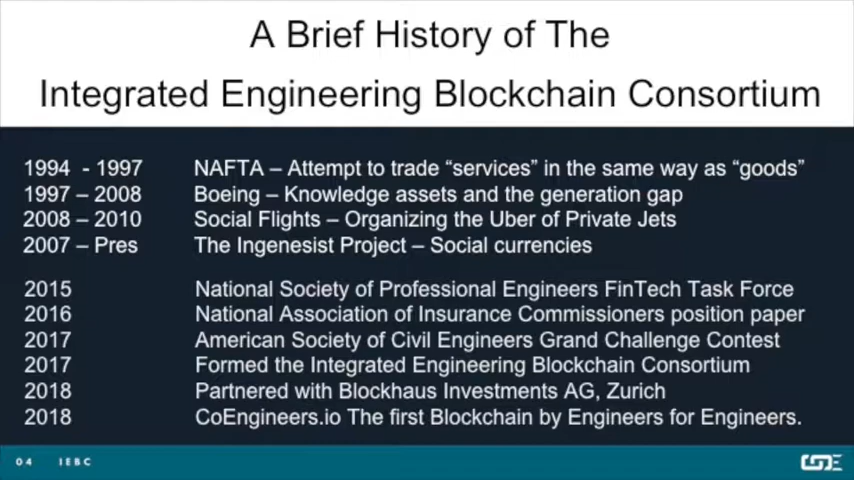 A Brief History of The
Integrated Engineering Blockchain Consortium
1994 - 1997 NAFTA – Attempt to trade “services” in the same way as “goods”
1997 – 2008 Boeing – Knowledge assets and the generation gap
2008 – 2010 Social Flights – Organizing the Uber of Private Jets
2007 – Pres The Ingenesist Project – Social currencies
2015 National Society of Professional Engineers FinTech Task Force
2016 National Association of Insurance Commissioners position paper
2017 American Society of Civil Engineers Grand Challenge Contest
2017 Formed the Integrated Engineering Blockchain Consortium
2018 Partnered with Blockhaus Investments AG, Zurich
2018 CoEngineers.io The first Blockchain by Engineers for Engineers.
04 IEBC